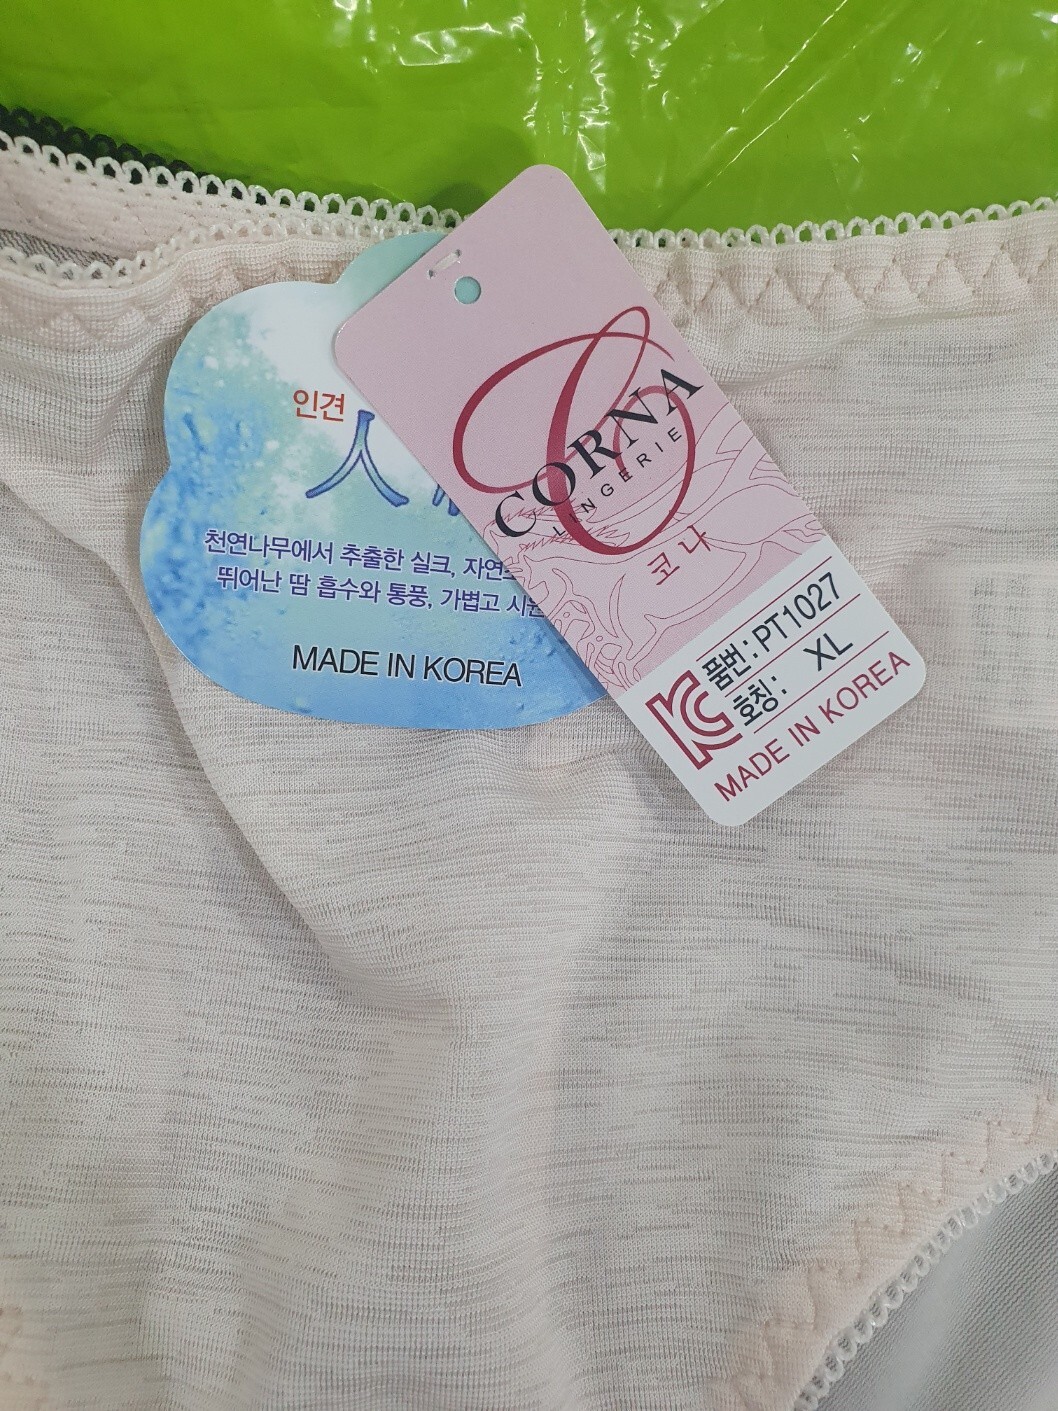 인견
人
천연나무에서 추출한 실크, 자연
뛰어난 땀 흡수와 통풍, 가볍고 시원
MADE IN KOREA
CORNA
LINGERIE
코나
품번: PT1027
호칭: XL
MADE IN KOREA